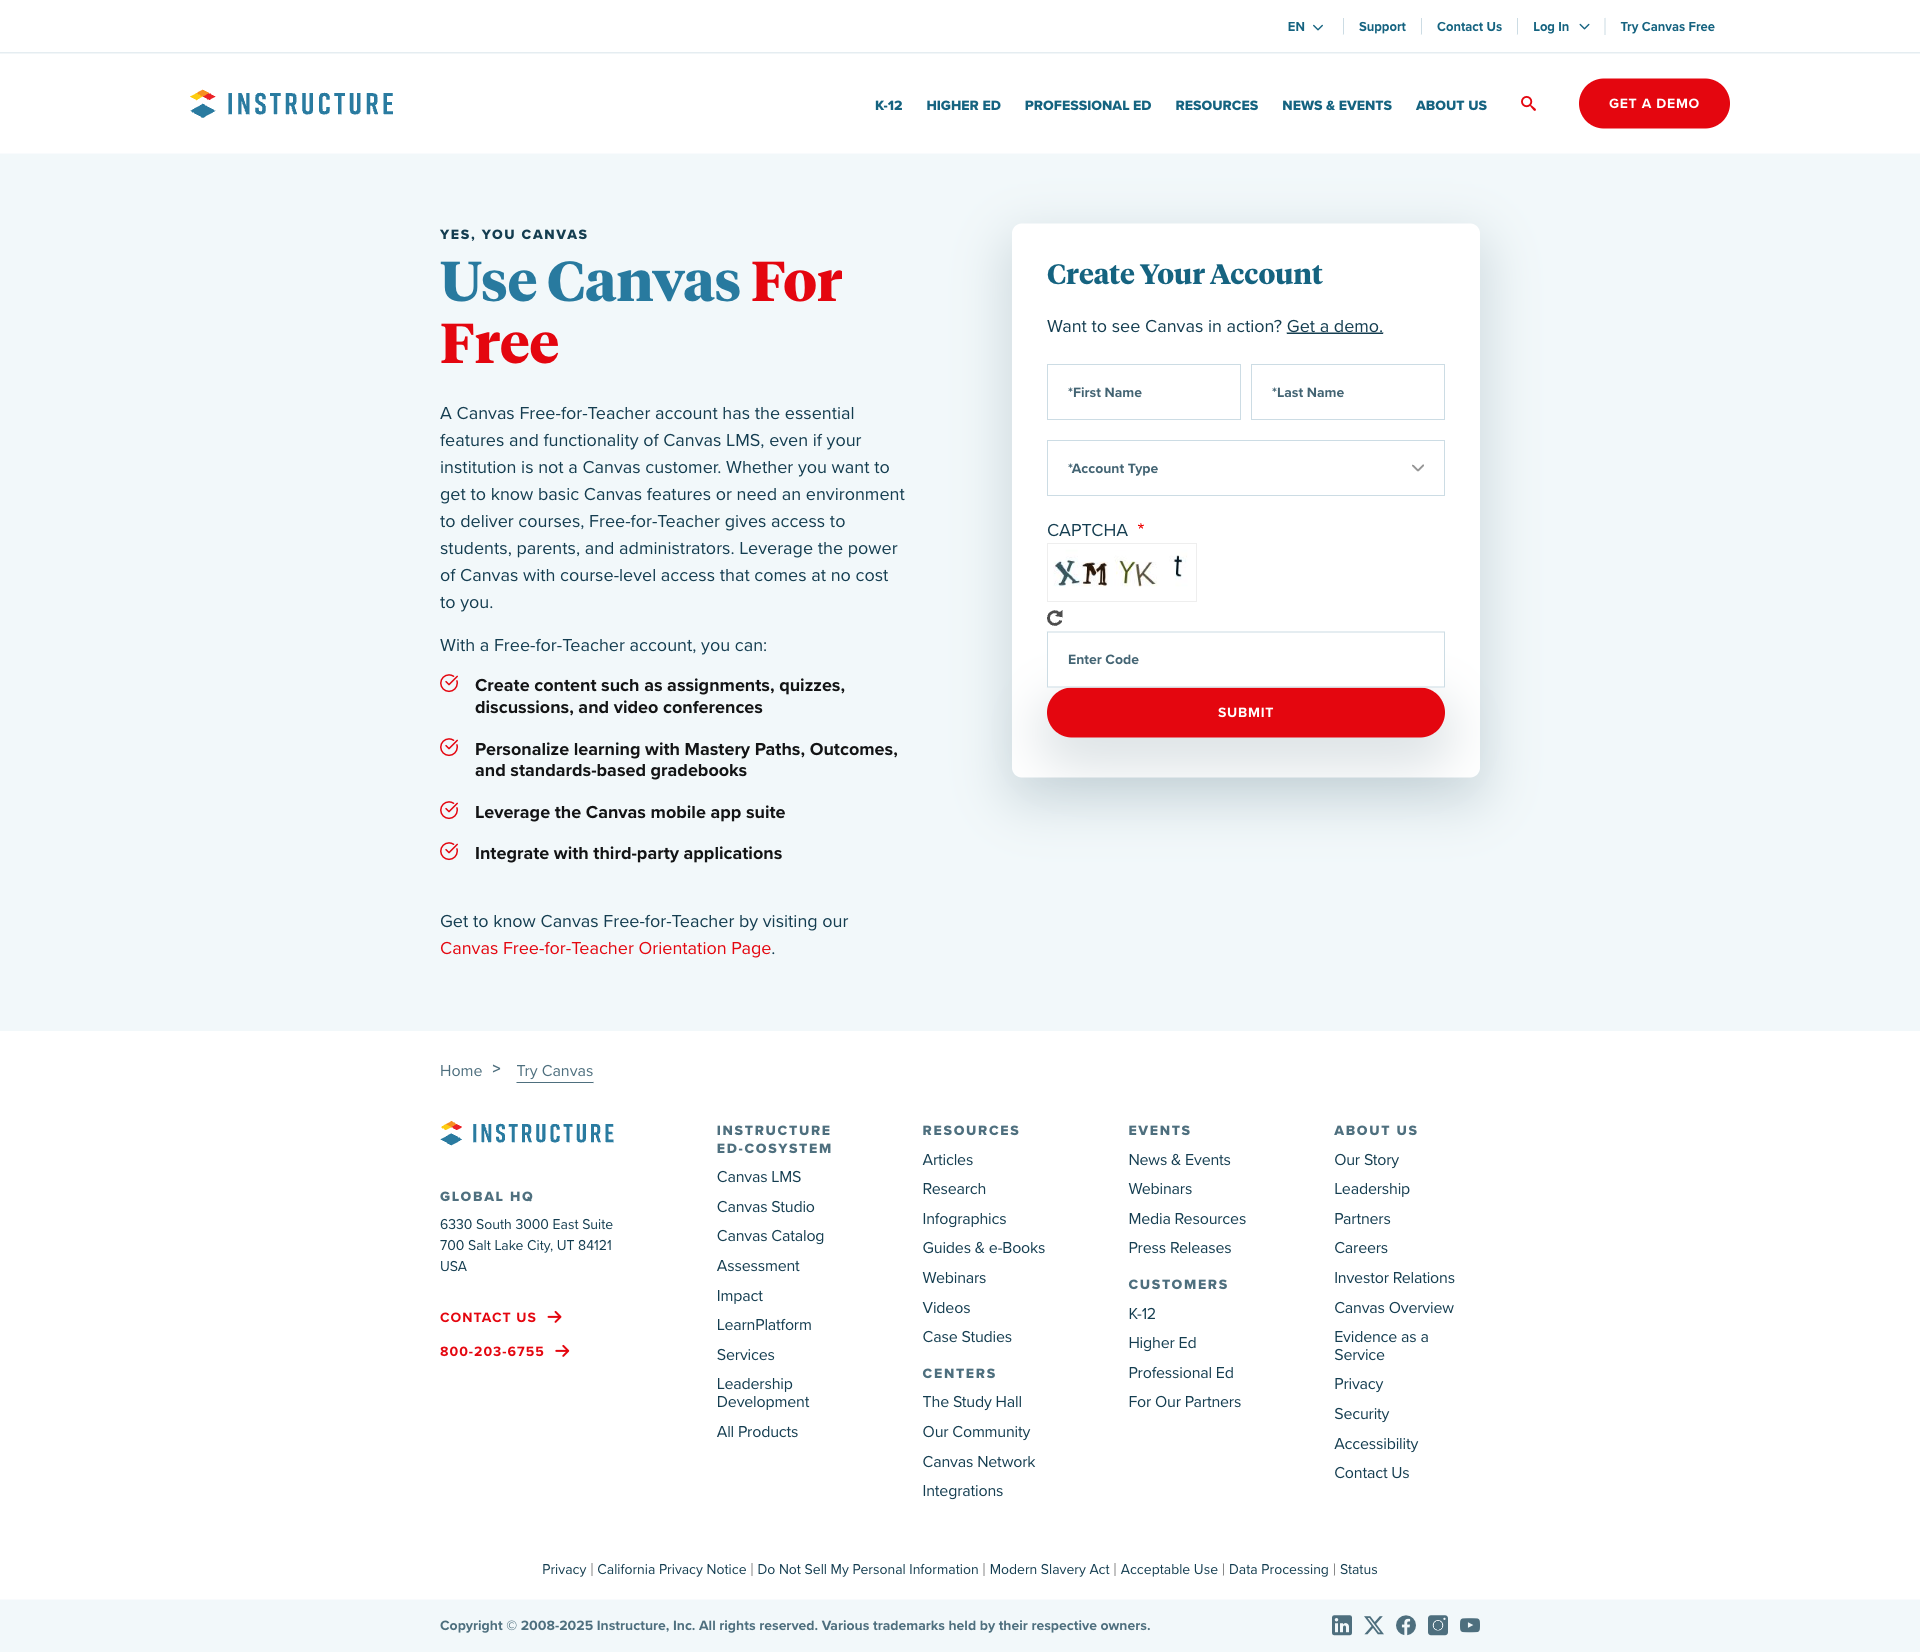 EN
Support
Contact Us
Log In
Try Canvas Free
INSTRUCTURE
K-12
HIGHER ED
PROFESSIONAL ED
RESOURCES
NEWS & EVENTS
ABOUT US
GET A DEMO
YES, YOU CANVAS
Use Canvas For
Free
A Canvas Free-for-Teacher account has the essential
features and functionality of Canvas LMS, even if your
institution is not a Canvas customer. Whether you want to
get to know basic Canvas features or need an environment
to deliver courses, Free-for-Teacher gives access to
students, parents, and administrators. Leverage the power
of Canvas with course-level access that comes at no cost
to you.
With a Free-for-Teacher account, you can:
Create content such as assignments, quizzes,
discussions, and video conferences
Personalize learning with Mastery Paths, Outcomes,
and standards-based gradebooks
Leverage the Canvas mobile app suite
Integrate with third-party applications
Get to know Canvas Free-for-Teacher by visiting our
Canvas Free-for-Teacher Orientation Page.
Create Your Account
Want to see Canvas in action? Get a demo.
*First Name
*Last Name
*Account Type
CAPTCHA *
XMYKt
Enter Code
SUBMIT
Home > Try Canvas
INSTRUCTURE
GLOBAL HQ
6330 South 3000 East Suite
700 Salt Lake City, UT 84121
USA
CONTACT US
800-203-6755
INSTRUCTURE
ED-COSYSTEM
Canvas LMS
Canvas Studio
Canvas Catalog
Assessment
Impact
LearnPlatform
Services
Leadership
Development
All Products
RESOURCES
Articles
Research
Infographics
Guides & e-Books
Webinars
Videos
Case Studies
CENTERS
The Study Hall
Our Community
Canvas Network
Integrations
EVENTS
News & Events
Webinars
Media Resources
Press Releases
CUSTOMERS
K-12
Higher Ed
Professional Ed
For Our Partners
ABOUT US
Our Story
Leadership
Partners
Careers
Investor Relations
Canvas Overview
Evidence as a
Service
Privacy
Security
Accessibility
Contact Us
Privacy | California Privacy Notice | Do Not Sell My Personal Information | Modern Slavery Act | Acceptable Use | Data Processing | Status
Copyright © 2008-2025 Instructure, Inc. All rights reserved. Various trademarks held by their respective owners.